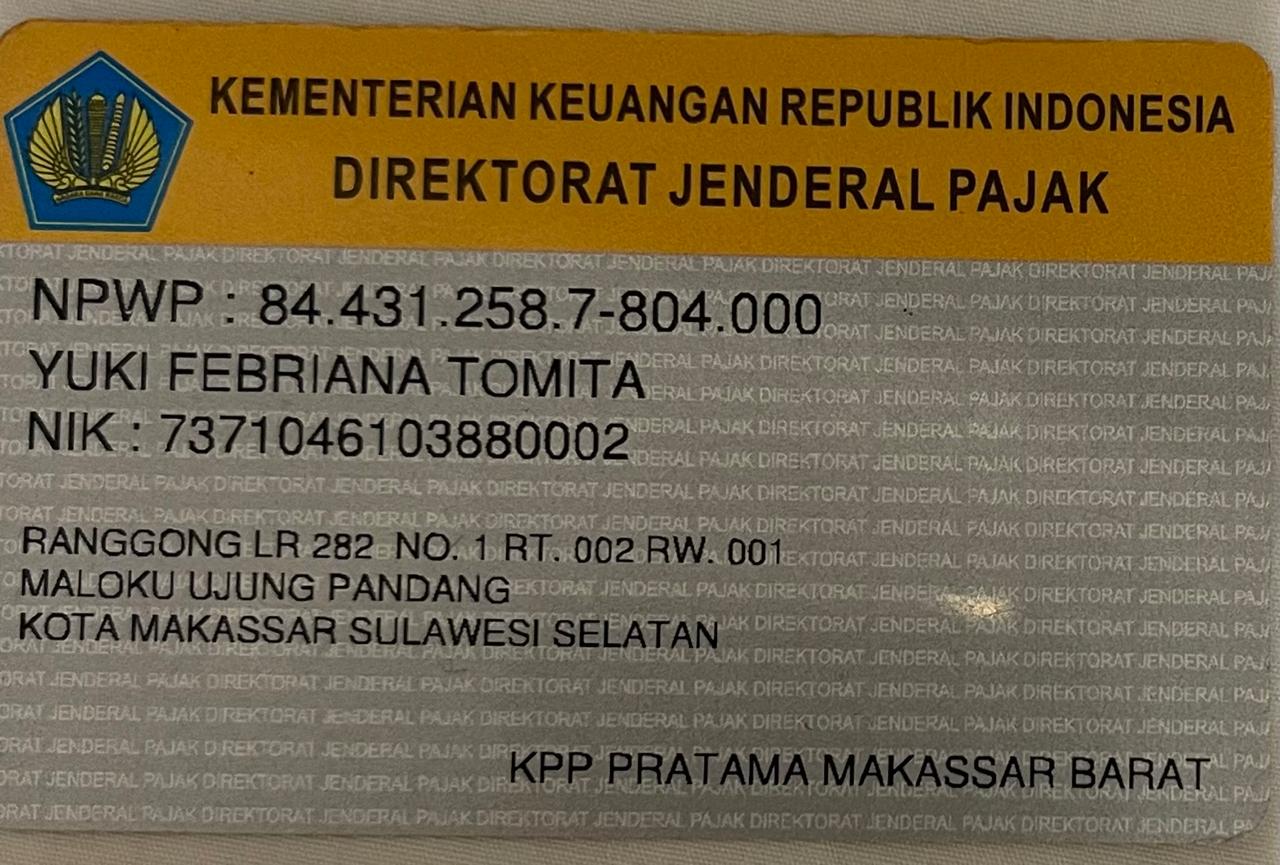 KEMENTERIAN KEUANGAN REPUBLIK INDONESIA
DIREKTORAT JENDERAL PAJAK
NPWP : 84.431.258.7-804.000
YUKI FEBRIANA TOMITA
NIK : 7371046103880002
RANGGONG LR 282 NO. 1 RT. 002 RW. 001
MALOKU UJUNG PANDANG
KOTA MAKASSAR SULAWESI SELATAN
KPP PRATAMA MAKASSAR BARAT